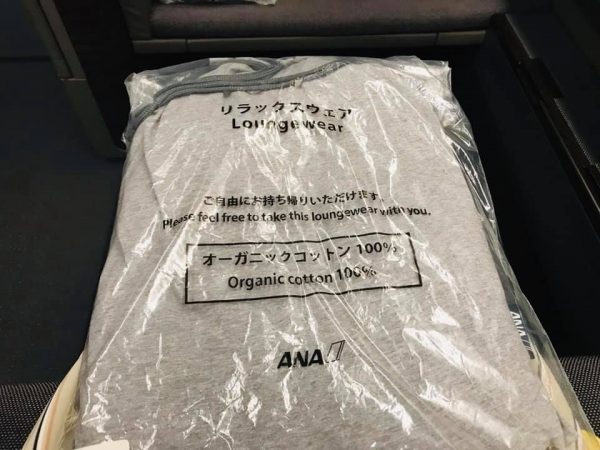 リラックスウェア
Loungewear
ご自由にお持ち帰りいただけます。
Please feel free to take this loungewear with you.
オーガニックコットン 100%
Organic cotton 100%
ANA
ANA